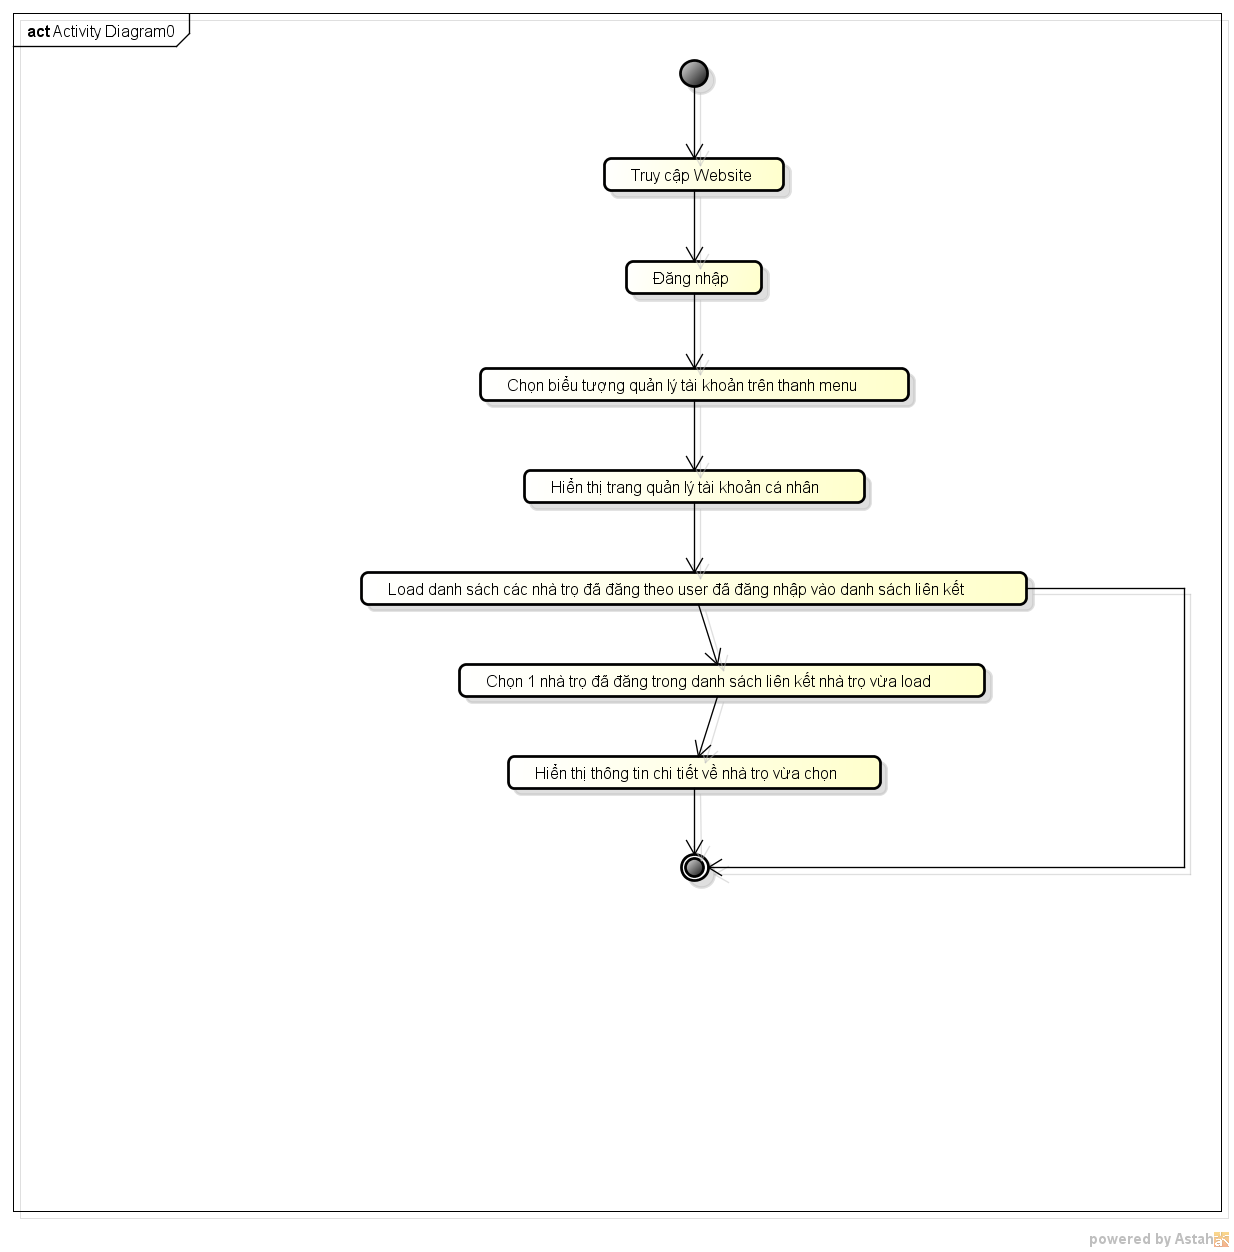 act Activity Diagram0
Truy cập Website
Đăng nhập
Chọn biểu tượng quản lý tài khoản trên thanh menu
Hiển thị trang quản lý tài khoản cá nhân
Load danh sách các nhà trọ đã đăng theo user đã đăng nhập vào danh sách liên kết
Chọn 1 nhà trọ đã đăng trong danh sách liên kết nhà trọ vừa load
Hiển thị thông tin chi tiết về nhà trọ vừa chọn
powered by Astah